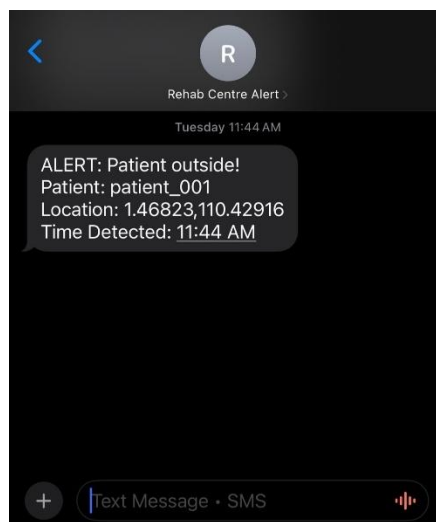 R
Rehab Centre Alert
Tuesday 11:44 AM
ALERT: Patient outside!
Patient: patient_001
Location: 1.46823,110.42916
Time Detected: 11:44 AM
Text Message • SMS